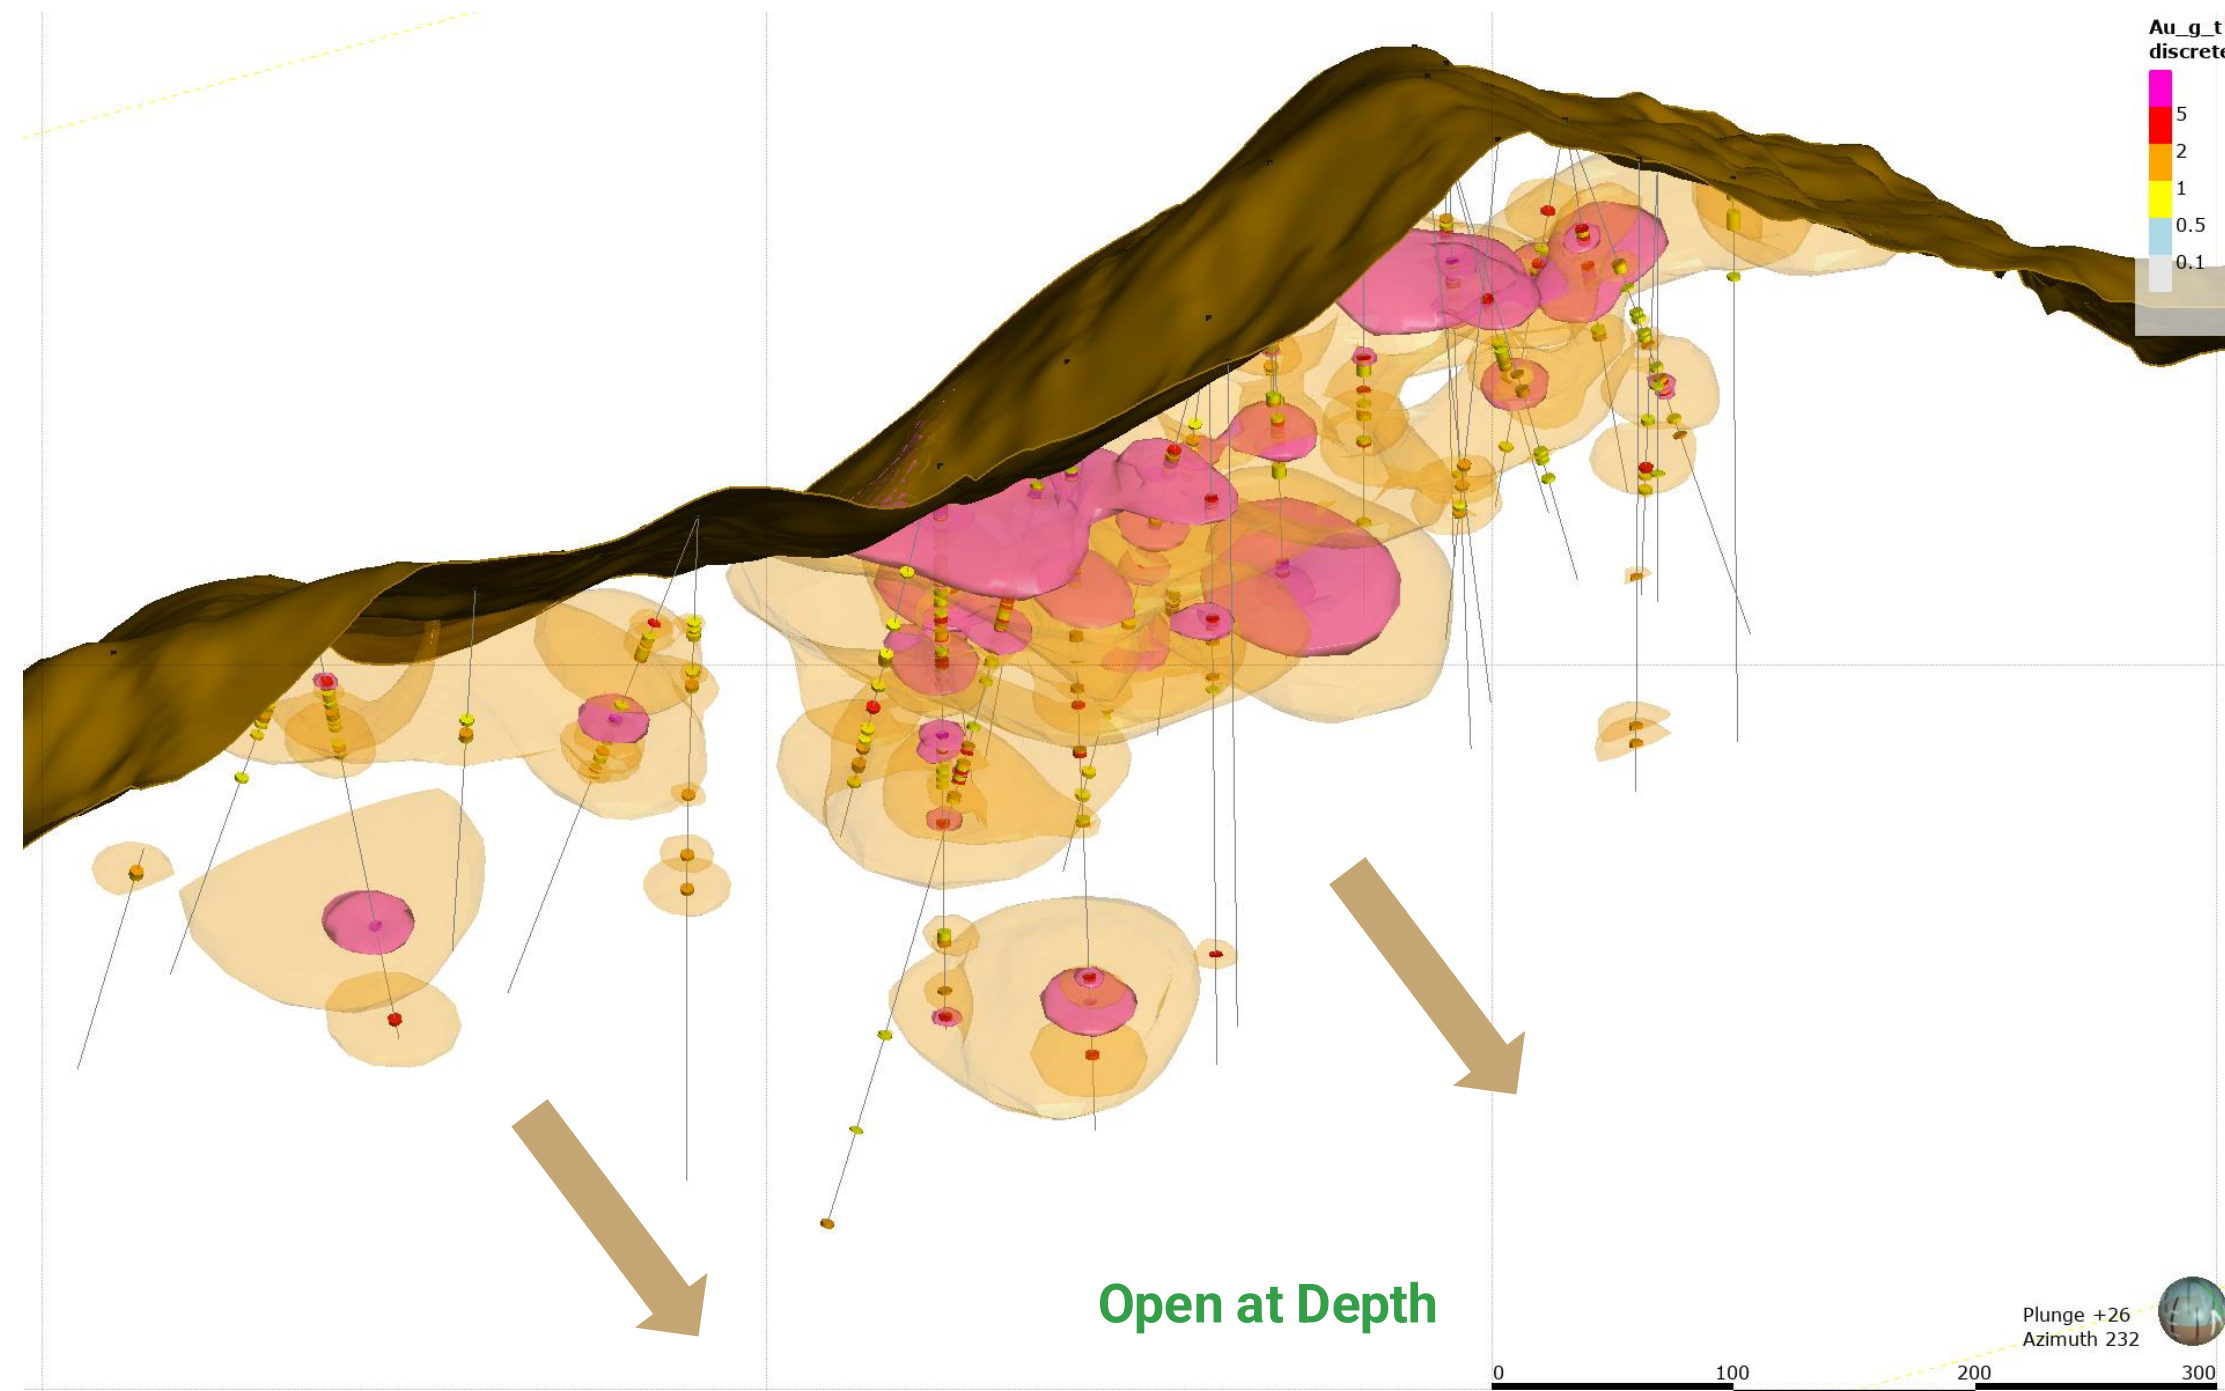 Au_g_t
discrete
5
2
1
0.5
0.1
Open at Depth
Plunge +26
Azimuth 232
0 100 200 300